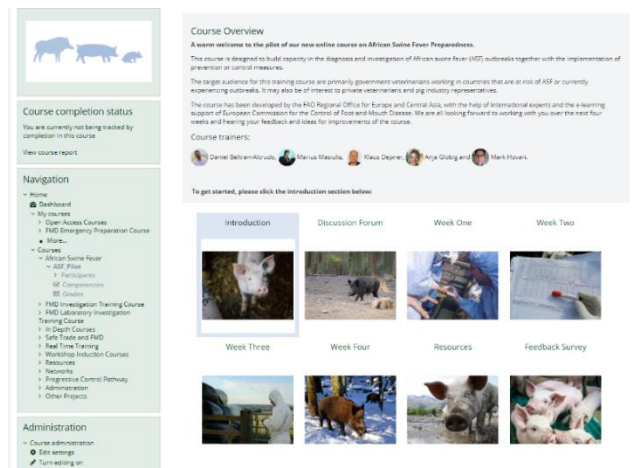 Course completion status
You are currently not being tracked by
completion in this course
View course report
Navigation
Home
Dashboard
My courses
Open Access Courses
FMD Emergency Preparation Course
More...
Courses
African Swine Fever
ASF_Pilot
Participants
Competencies
Grades
FMD Investigation Training Course
FMD Laboratory Investigation
Training Course
In Depth Courses
Safe Trade and FMD
Real Time Training
Workshop Induction Courses
Resources
Networks
Progressive Control Pathway
Administration
Other Projects
Administration
Course administration
Edit settings
Turn editing on
Course Overview
A warm welcome to the pilot of our new online course on African Swine Fever Preparedness.
This course is designed to build capacity in the diagnosis and investigation of African swine fever (ASF) outbreaks together with the implementation of
prevention or control measures.
The target audience for this training course are primarily government veterinarians working in countries that are at risk of ASF or currently
experiencing outbreaks. It may also be of interest to private veterinarians and pig industry representatives.
The course has been developed by the FAO Regional Office for Europe and Central Asia, with the help of international experts and the e-learning
support of European Commission for the Control of Foot-and-Mouth Disease. We are all looking forward to working with you over the next four
weeks and hearing your feedback and ideas for improvements of the course.
Course trainers:
Daniel Beltran-Alcrudo, Marius Masiulis, Klaus Depner, Anja Globig and Mark Hovari.
To get started, please click the introduction section below:
Introduction
Discussion Forum
Week One
Week Two
Week Three
Week Four
Resources
Feedback Survey